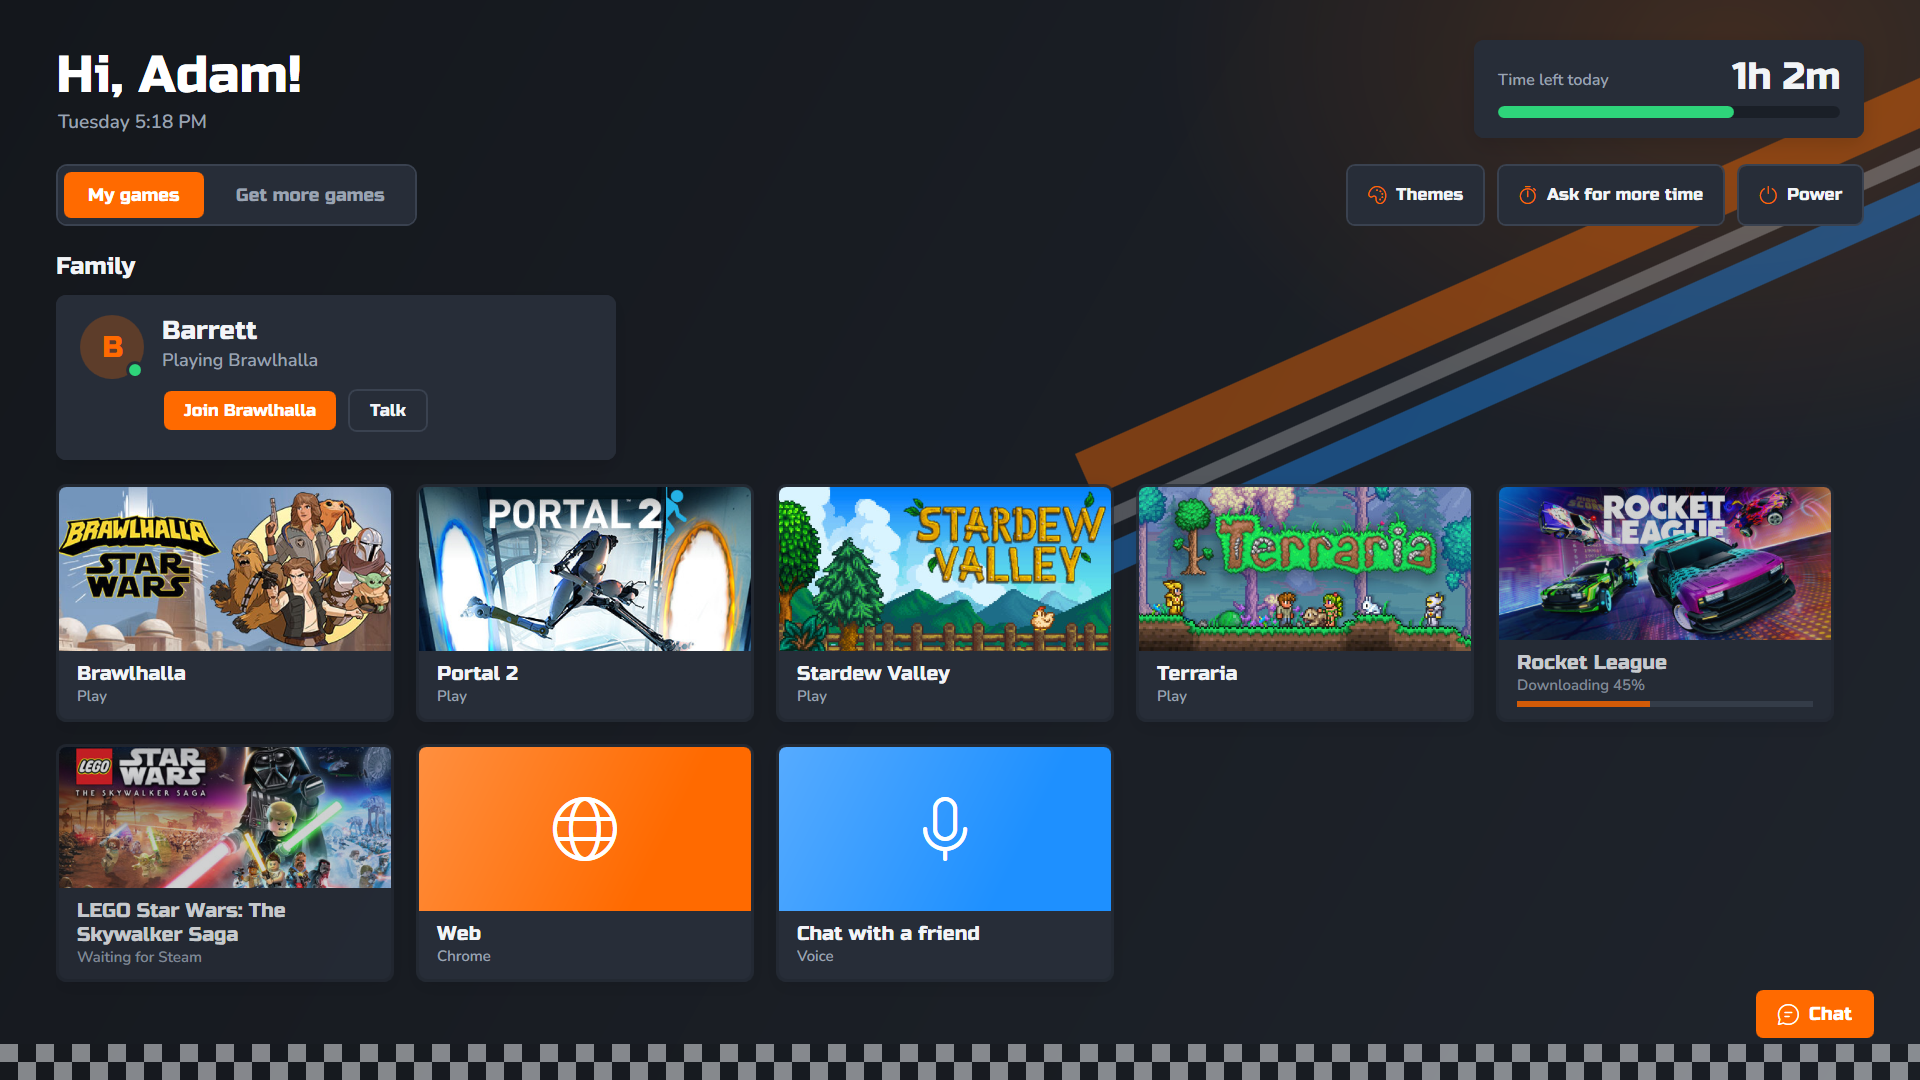 Hi, Adam!
Tuesday 5:18 PM
Time left today
1h 2m
My games
Get more games
Themes
Ask for more time
Power
Family
B
Barrett
Playing Brawlhalla
Join Brawlhalla
Talk
BRAWLHALLA
STAR
WARS
PORTAL 2
STARDEW
VALLEY
Terraria
ROCKET
LEAGUE
Brawlhalla
Play
Portal 2
Play
Stardew Valley
Play
Terraria
Play
Rocket League
Downloading 45%
LEGO
STAR
WARS
THE SKYWALKER SAGA
LEGO Star Wars: The
Skywalker Saga
Waiting for Steam
Web
Chrome
Chat with a friend
Voice
Chat